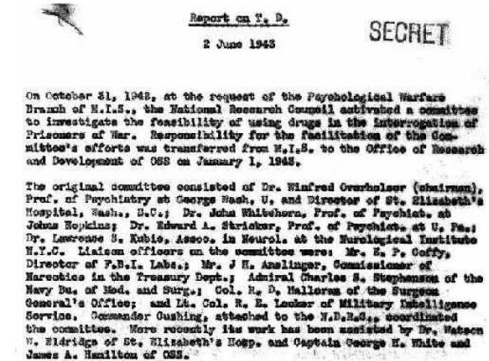 Report on T. D.
2 June 1943
SECRET
On October 31, 1942, at the request of the Psychological Warfare
Branch of M.I.S., the National Research Council activated a committee
to investigate the feasibility of using drugs in the interrogation of
Prisoners of War. Responsibility for the facilitation of the Com-
mittee's efforts was transferred from M.I.S. to the Office of Research
and Development of OSS on January 1, 1943.
The original committee consisted of Dr. Winfred Overholser (chairman),
Prof. of Psychiatry at George Wash. U. and Director of St. Elizabeth's
Hospital, Wash., D.C.; Dr. John Whitehorn, Prof. of Psychiat. at
Johns Hopkins; Dr. Edward A. Strecker, Prof. of Psychiat. at U. Pa.;
Dr. Lawrence S. Kubie, Assoc. in Neurol. at the Neurological Institute
N.Y.C. Liaison officers on the committee were: Mr. E. P. Coffy,
Director of F.B.I. Labs.; Mr. H. J. Anslinger, Commissioner of
Narcotics in the Treasury Dept.; Admiral Charles S. Stephenson of the
Navy Bu. of Med. and Surg.; Col. R. D. Halloran of the Surgeon
General's Office; and Lt. Col. R. E. Looker of Military Intelligence
Service. Commander Cushing, attached to the N.D.R.C., coordinated
the committee. More recently its work has been assisted by Dr. Watson
W. Eldridge of St. Elizabeth's Hosp. and Captain George H. White and
James A. Hamilton of OSS.